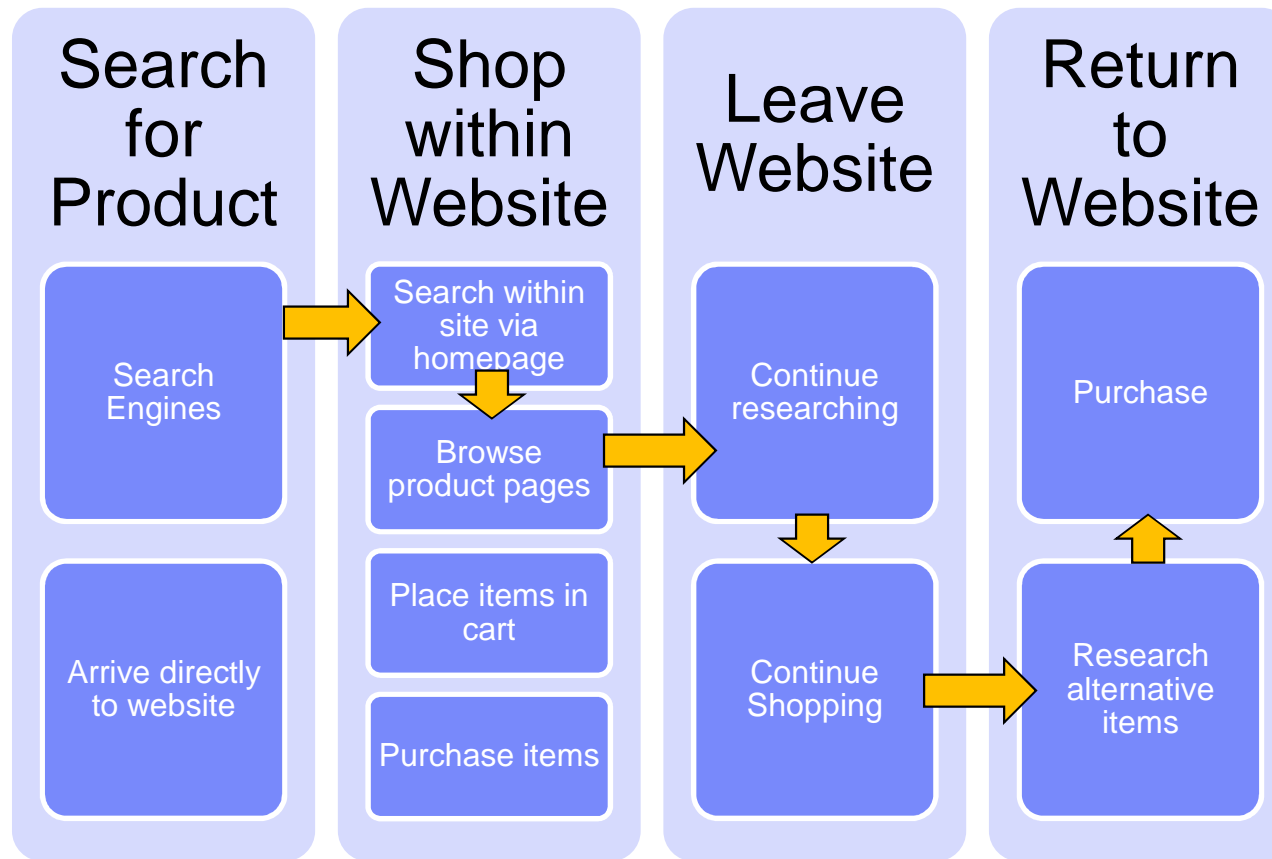 Search
for
Product
Search
Engines
Arrive directly
to website
Shop
within
Website
Search within
site via
homepage
Browse
product pages
Place items in
cart
Purchase items
Leave
Website
Continue
researching
Continue
Shopping
Return
to
Website
Purchase
Research
alternative
items